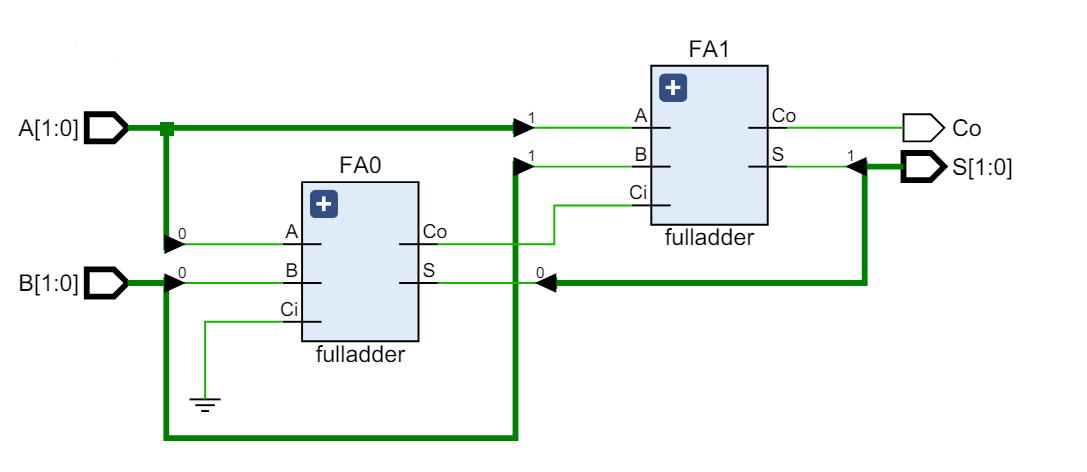 FA1
A[1:0]
1
A
Co
Co
1
B
S
1
S[1:0]
FA0
Ci
fulladder
0
A
Co
B[1:0]
0
B
S
0
Ci
fulladder